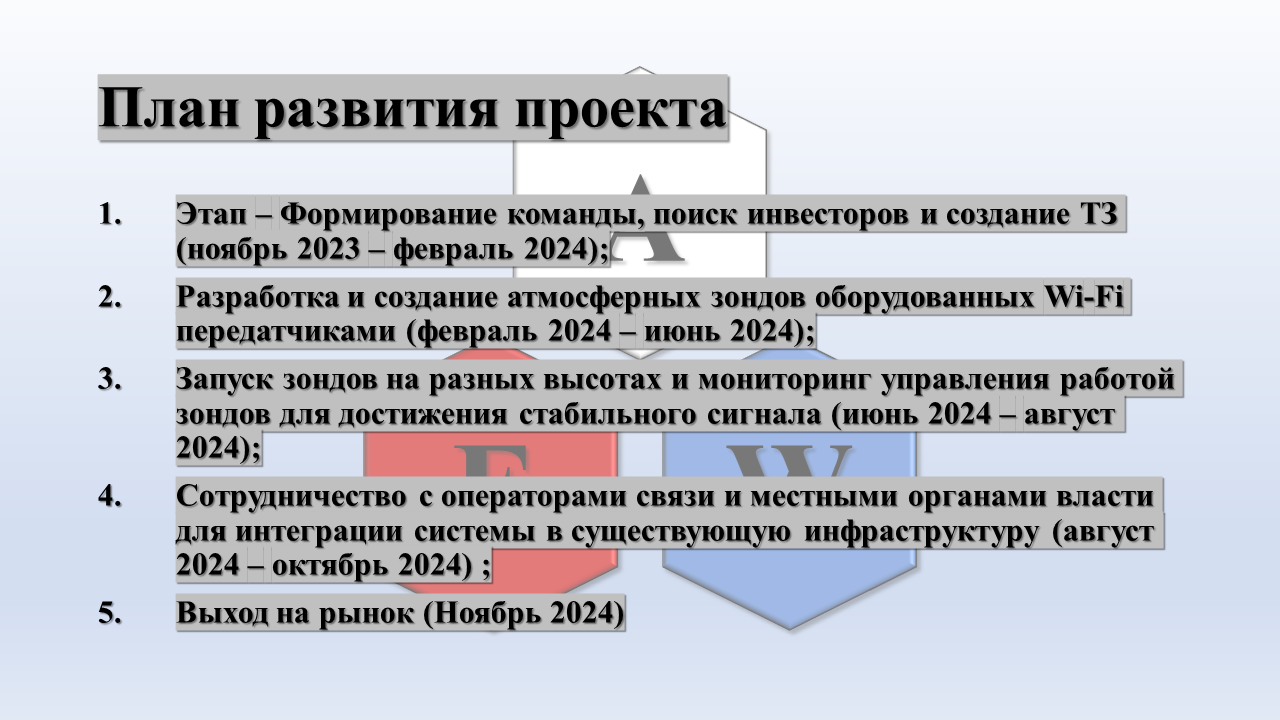 План развития проекта
A
1. Этап – Формирование команды, поиск инвесторов и создание ТЗ
(ноябрь 2023 – февраль 2024);
2. Разработка и создание атмосферных зондов оборудованных Wi-Fi
передатчиками (февраль 2024 – июнь 2024);
3. Запуск зондов на разных высотах и мониторинг управления работой
зондов для достижения стабильного сигнала (июнь 2024 – август
2024);
W
4. Сотрудничество с операторами связи и местными органами власти
для интеграции системы в существующую инфраструктуру (август
2024 – октябрь 2024) ;
5. Выход на рынок (Ноябрь 2024)